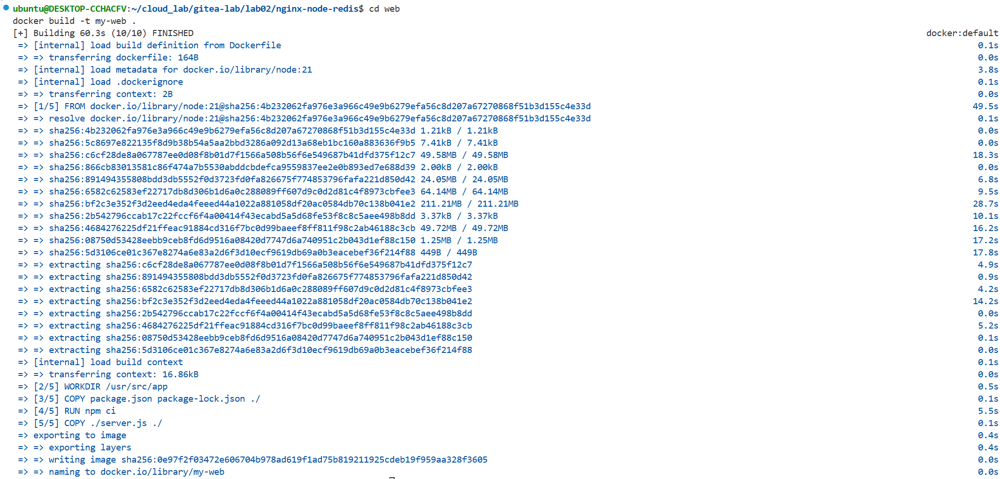 ubuntu@DESKTOP-CCHACFV:~/cloud_lab/gitea-lab/lab02/nginx-node-redis$ cd web
docker build -t my-web .
[+] Building 60.3s (10/10) FINISHED docker:default
=> [internal] load build definition from Dockerfile 0.1s
=> => transferring dockerfile: 164B 0.0s
=> [internal] load metadata for docker.io/library/node:21 3.8s
=> [internal] load .dockerignore 0.1s
=> => transferring context: 2B 0.0s
=> [1/5] FROM docker.io/library/node:21@sha256:4b232062fa976e3a966c49e9b6279efa56c8d207a67270868f51b3d155c4e33d 49.5s
=> => resolve docker.io/library/node:21@sha256:4b232062fa976e3a966c49e9b6279efa56c8d207a67270868f51b3d155c4e33d 0.1s
=> => sha256:4b232062fa976e3a966c49e9b6279efa56c8d207a67270868f51b3d155c4e33d 1.21kB / 1.21kB 0.0s
=> => sha256:5c8697e822135f8d9b38b54a5aa2bbd3286a092d13a68eb1bc160a883636f9b5 7.41kB / 7.41kB 0.0s
=> => sha256:c6cf28de8a067787ee0d08f8b01d7f1566a508b56f6e549687b41dfd375f12c7 49.58MB / 49.58MB 18.3s
=> => sha256:866cb83013581c86f474a7b5530abddcbdefca9559837ee2e0b893ed7e688d39 2.00kB / 2.00kB 0.0s
=> => sha256:891494355808bdd3db5552f0d3723fd0fa826675f774853796fafa221d850d42 24.05MB / 24.05MB 6.8s
=> => sha256:6582c62583ef22717db8d306b1d6a0c288089ff607d9c0d2d81c4f8973cbfee3 64.14MB / 64.14MB 9.5s
=> => sha256:bf2c3e352f3d2eed4eda4feeed44a1022a881058df20ac0584db70c138b041e2 211.21MB / 211.21MB 28.7s
=> => sha256:2b542796ccab17c22fccf6f4a00414f43ecabd5a5d68fe53f8c8c5aee498b8dd 3.37kB / 3.37kB 10.1s
=> => sha256:4684276225df21ffeac91884cd316f7bc0d99baeef8ff811f98c2ab46188c3cb 49.72MB / 49.72MB 16.2s
=> => sha256:08750d53428eebb9ceb8fd6d9516a08420d7747d6a740951c2b043d1ef88c150 1.25MB / 1.25MB 17.2s
=> => sha256:5d3106ce01c367e8274a6e83a2d6f3d10ecf9619db69a0b3eacebef36f214f88 449B / 449B 17.8s
=> => extracting sha256:c6cf28de8a067787ee0d08f8b01d7f1566a508b56f6e549687b41dfd375f12c7 4.9s
=> => extracting sha256:891494355808bdd3db5552f0d3723fd0fa826675f774853796fafa221d850d42 0.9s
=> => extracting sha256:6582c62583ef22717db8d306b1d6a0c288089ff607d9c0d2d81c4f8973cbfee3 4.2s
=> => extracting sha256:bf2c3e352f3d2eed4eda4feeed44a1022a881058df20ac0584db70c138b041e2 14.2s
=> => extracting sha256:2b542796ccab17c22fccf6f4a00414f43ecabd5a5d68fe53f8c8c5aee498b8dd 0.0s
=> => extracting sha256:4684276225df21ffeac91884cd316f7bc0d99baeef8ff811f98c2ab46188c3cb 5.2s
=> => extracting sha256:08750d53428eebb9ceb8fd6d9516a08420d7747d6a740951c2b043d1ef88c150 0.1s
=> => extracting sha256:5d3106ce01c367e8274a6e83a2d6f3d10ecf9619db69a0b3eacebef36f214f88 0.0s
=> [internal] load build context 0.1s
=> => transferring context: 16.86kB 0.0s
=> [2/5] WORKDIR /usr/src/app 0.5s
=> [3/5] COPY package.json package-lock.json ./ 0.1s
=> [4/5] RUN npm ci 5.5s
=> [5/5] COPY ./server.js ./ 0.1s
=> exporting to image 0.4s
=> => exporting layers 0.4s
=> => writing image sha256:0e97f2f03472e606704b978ad619f1ad75b819211925cdeb19f959aa328f3605 0.0s
=> => naming to docker.io/library/my-web 0.0s